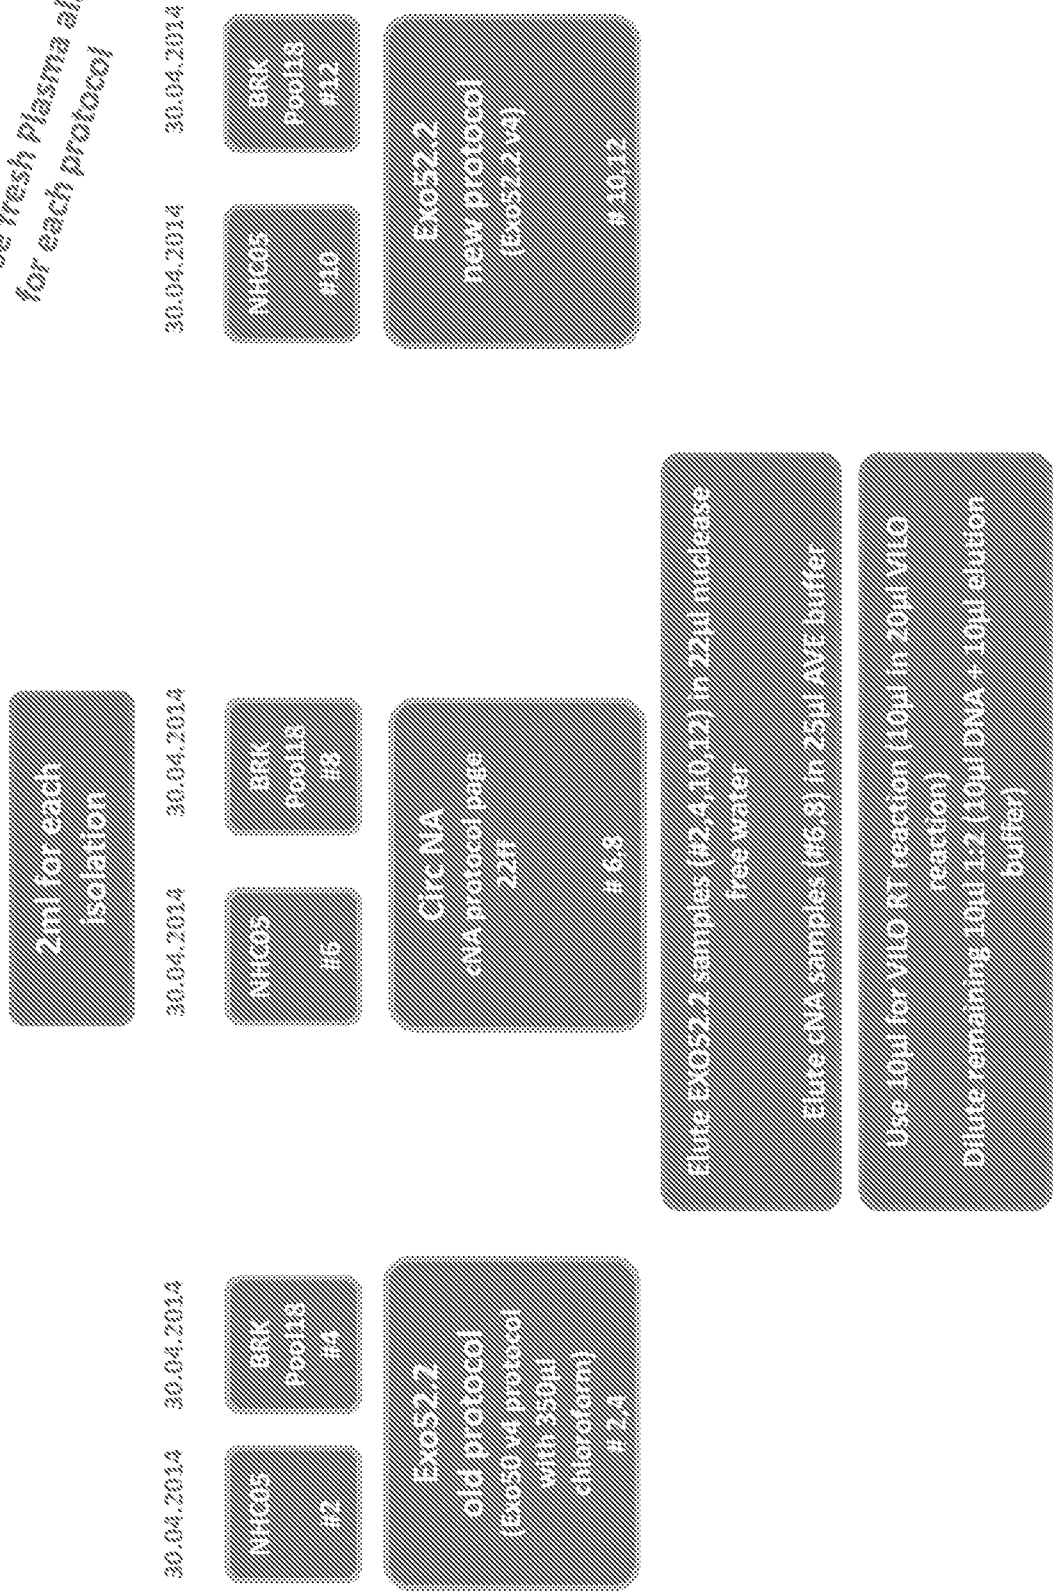 2ml for each
isolation
fresh Plasma
for each protocol
30.04.2014
30.04.2014
30.04.2014
30.04.2014
30.04.2014
30.04.2014
NHC05
#2
BRK
Pool18
#4
NHC05
#6
BRK
Pool18
#8
NHC05
#10
BRK
Pool18
#12
Exo52.2
old protocol
(Exo50 v4 protocol
with 350µl
chloroform)
# 2,4
Circ NA
cNA protocol page
22ff
# 6.8
Exo52.2
new protocol
(Exo52.2.v4)
# 10,12
Elute EXO52.2 samples (#2,4,10,12) in 22µl nuclease
free water
Elute cNA samples (#6.8) in 25µl AVE buffer
Use 10µl for VILO RT reaction (10µl in 20µl VILO
reaction)
Dilute remaining 10µl 1:2 (10µl DNA + 10µl elution
buffer)